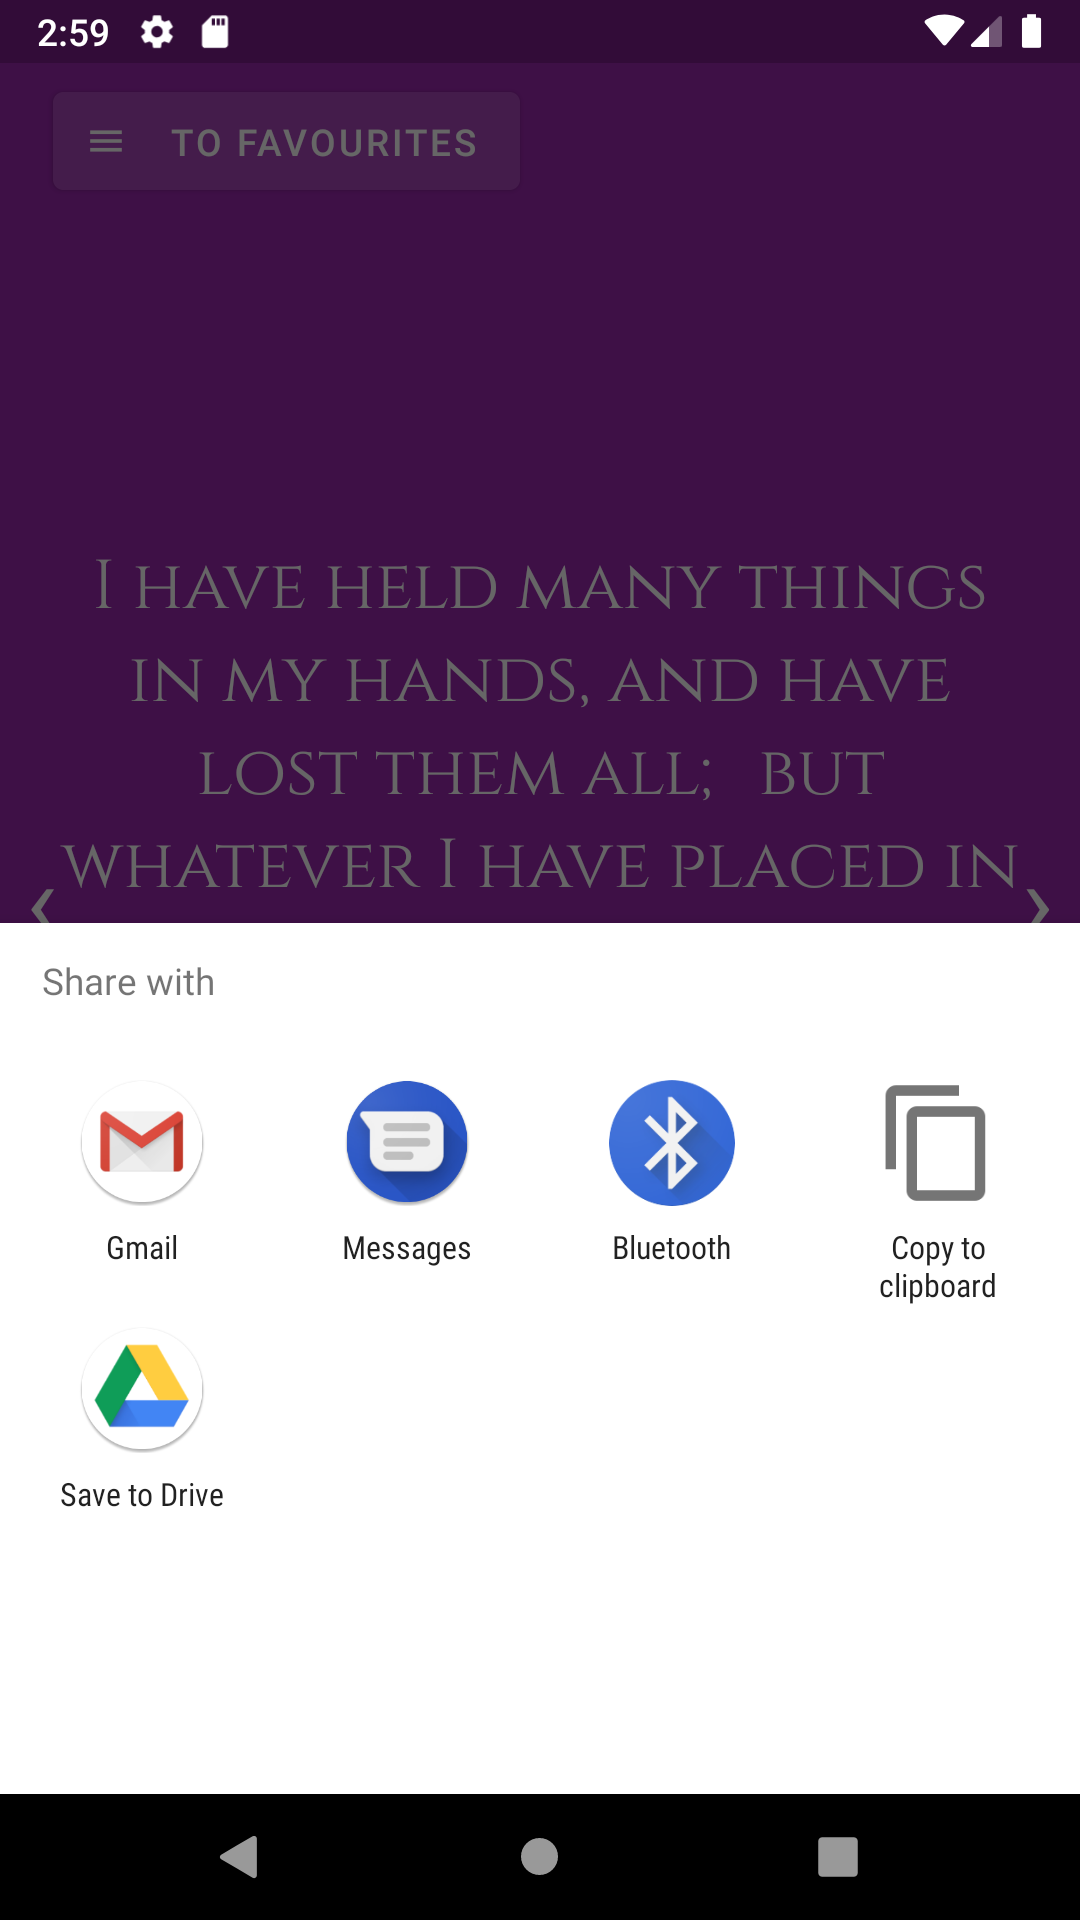 2:59
TO FAVOURITES
I HAVE HELD MANY THINGS
IN MY HANDS, AND HAVE
LOST THEM ALL; BUT
WHATEVER I HAVE PLACED IN
Share with
Gmail
Messages
Bluetooth
Copy to
clipboard
Save to Drive